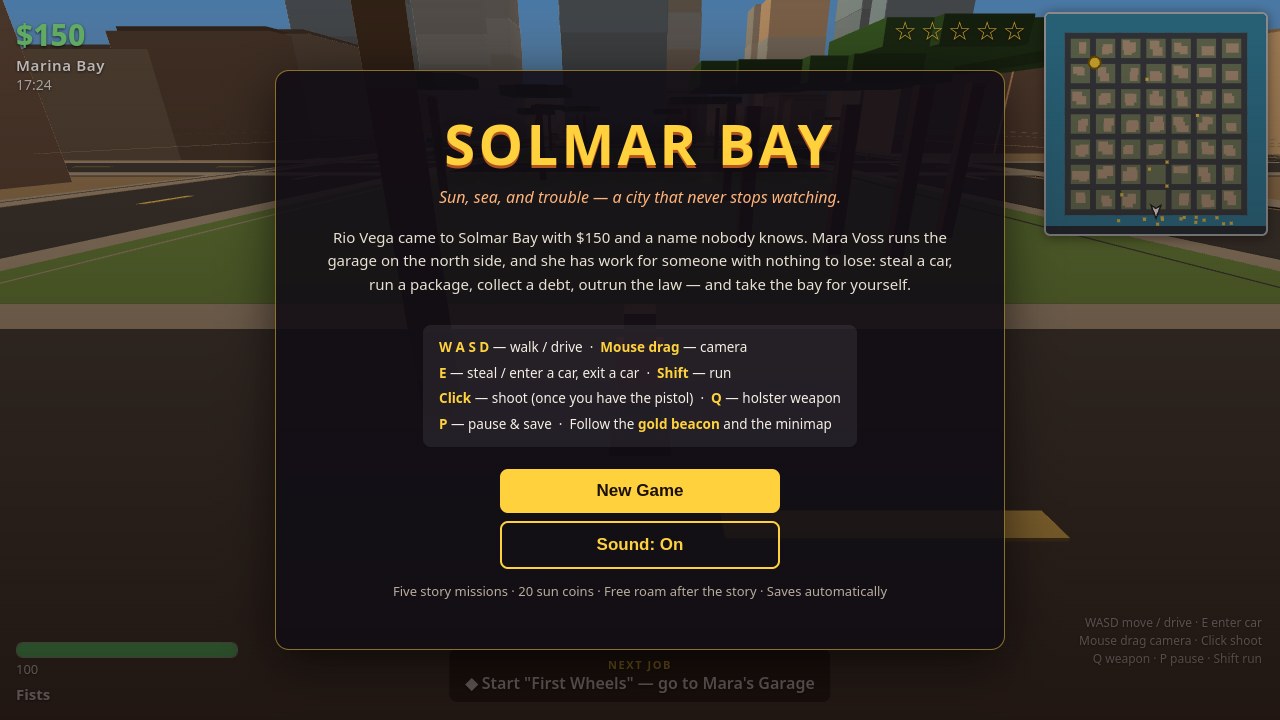 $150
Marina Bay
17:24
☆☆☆☆☆
SOLMAR BAY
Sun, sea, and trouble — a city that never stops watching.
Rio Vega came to Solmar Bay with $150 and a name nobody knows. Mara Voss runs the
garage on the north side, and she has work for someone with nothing to lose: steal a car,
run a package, collect a debt, outrun the law — and take the bay for yourself.
W A S D — walk / drive · Mouse drag — camera
E — steal / enter a car, exit a car · Shift — run
Click — shoot (once you have the pistol) · Q — holster weapon
P — pause & save · Follow the gold beacon and the minimap
New Game
Sound: On
Five story missions · 20 sun coins · Free roam after the story · Saves automatically
100
Fists
NEXT JOB
◆ Start "First Wheels" — go to Mara's Garage
WASD move / drive · E enter car
Mouse drag camera · Click shoot
Q weapon · P pause · Shift run